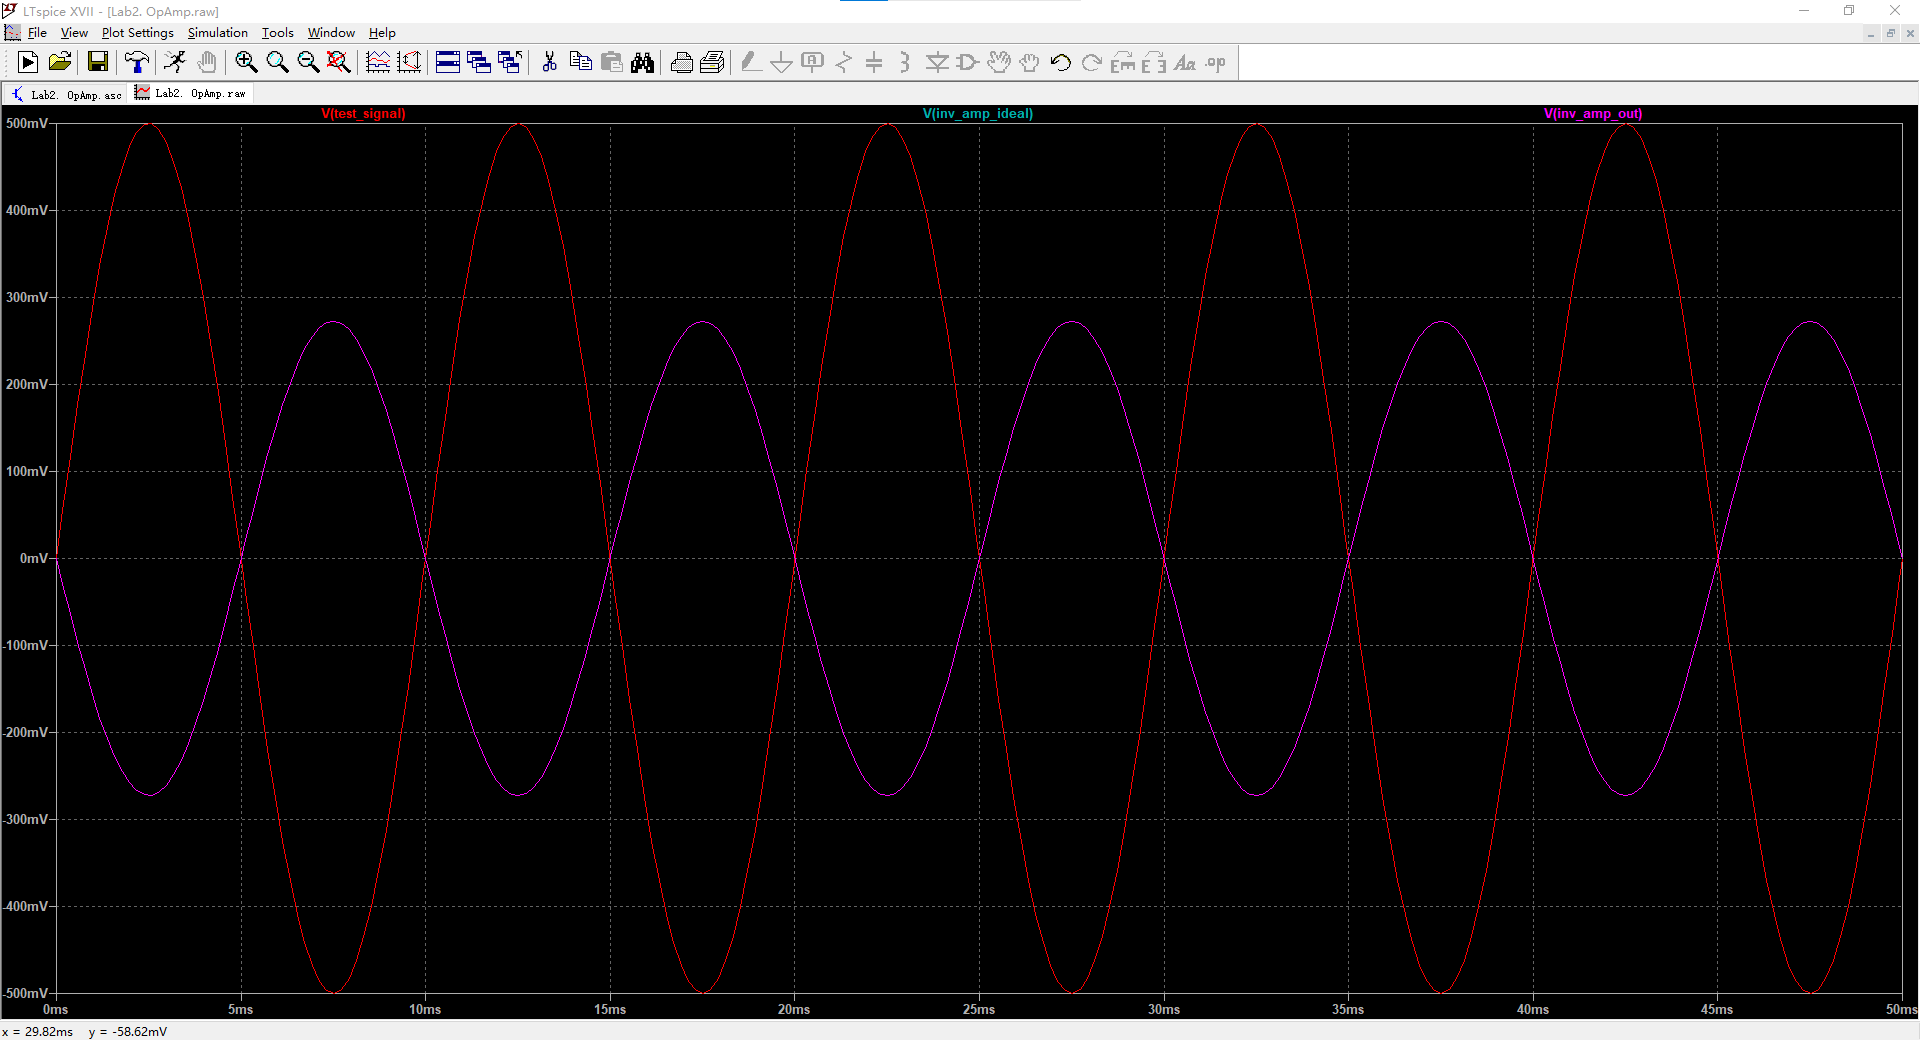 LTspice XVII - [Lab2. OpAmp.raw]
File View Plot Settings Simulation Tools Window Help
Lab2. OpAmp.asc Lab2. OpAmp.raw
V(test_signal) V(inv_amp_ideal) V(inv_amp_out)
500mV
400mV
300mV
200mV
100mV
0mV
-100mV
-200mV
-300mV
-400mV
-500mV
0ms 5ms 10ms 15ms 20ms 25ms 30ms 35ms 40ms 45ms 50ms
x = 29.82ms y = -58.62mV